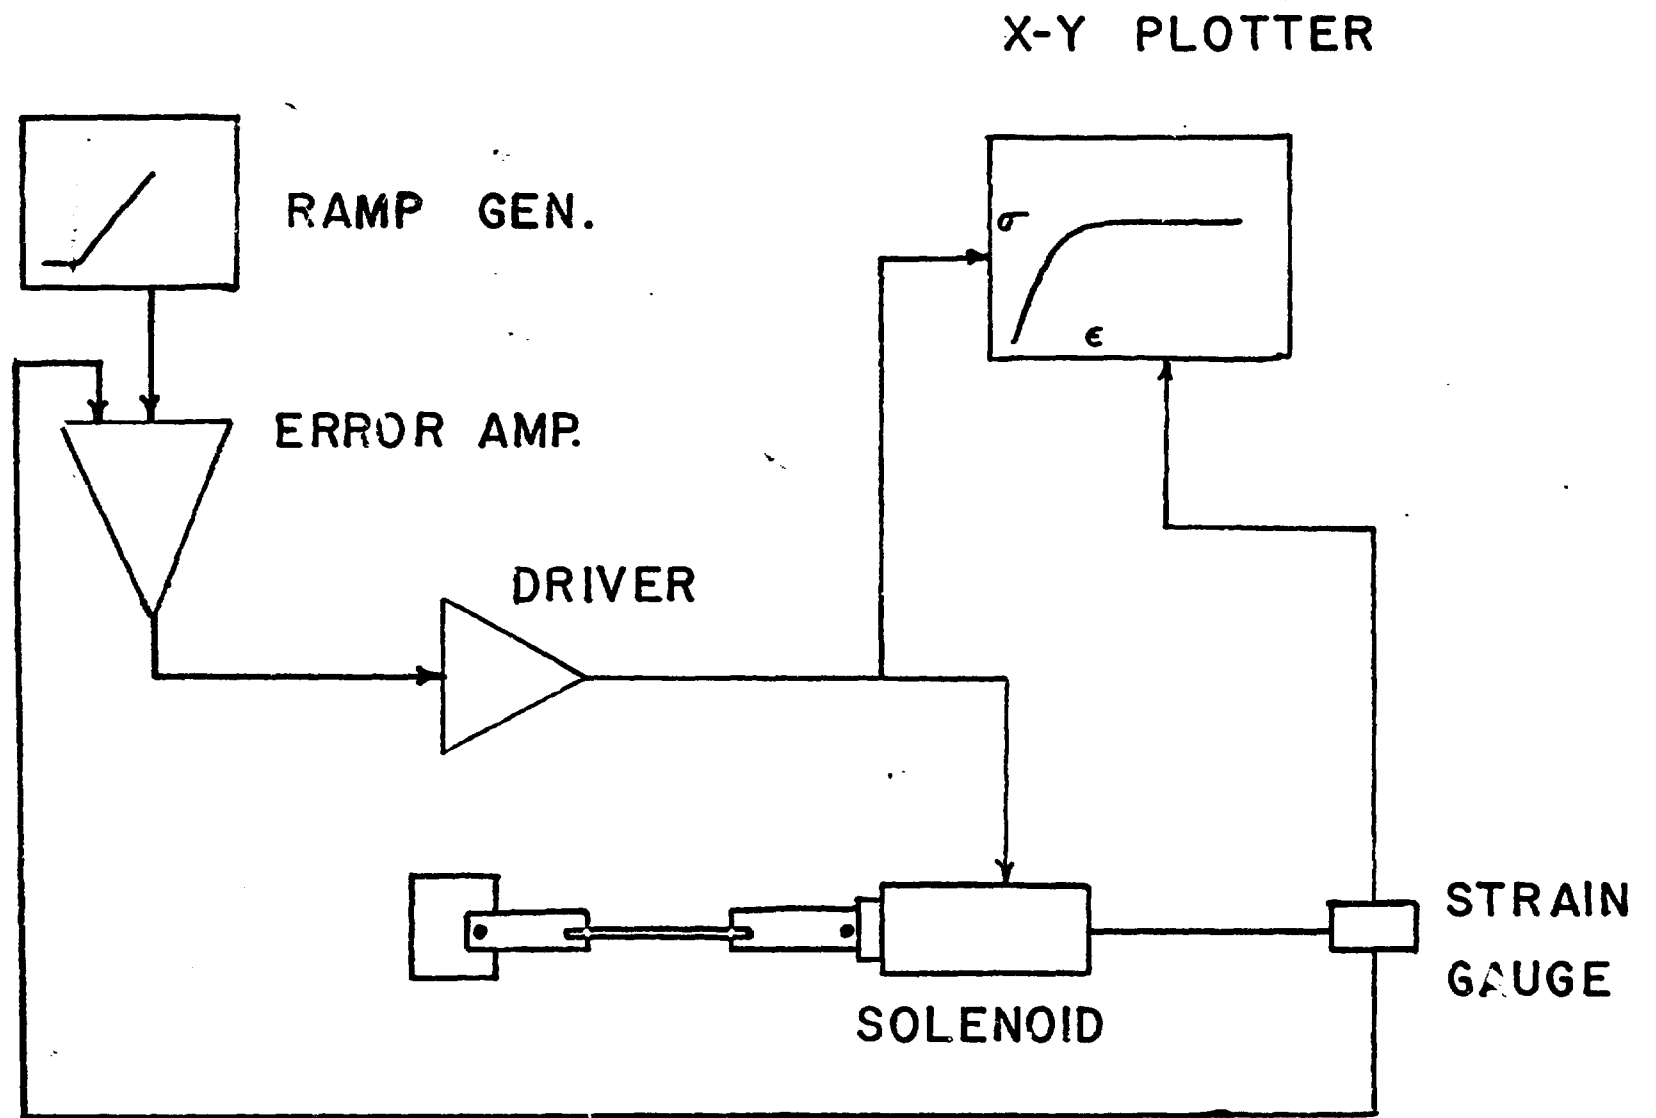 X-Y PLOTTER
RAMP GEN.
σ
ϵ
ERROR AMP.
DRIVER
STRAIN
GAUGE
SOLENOID